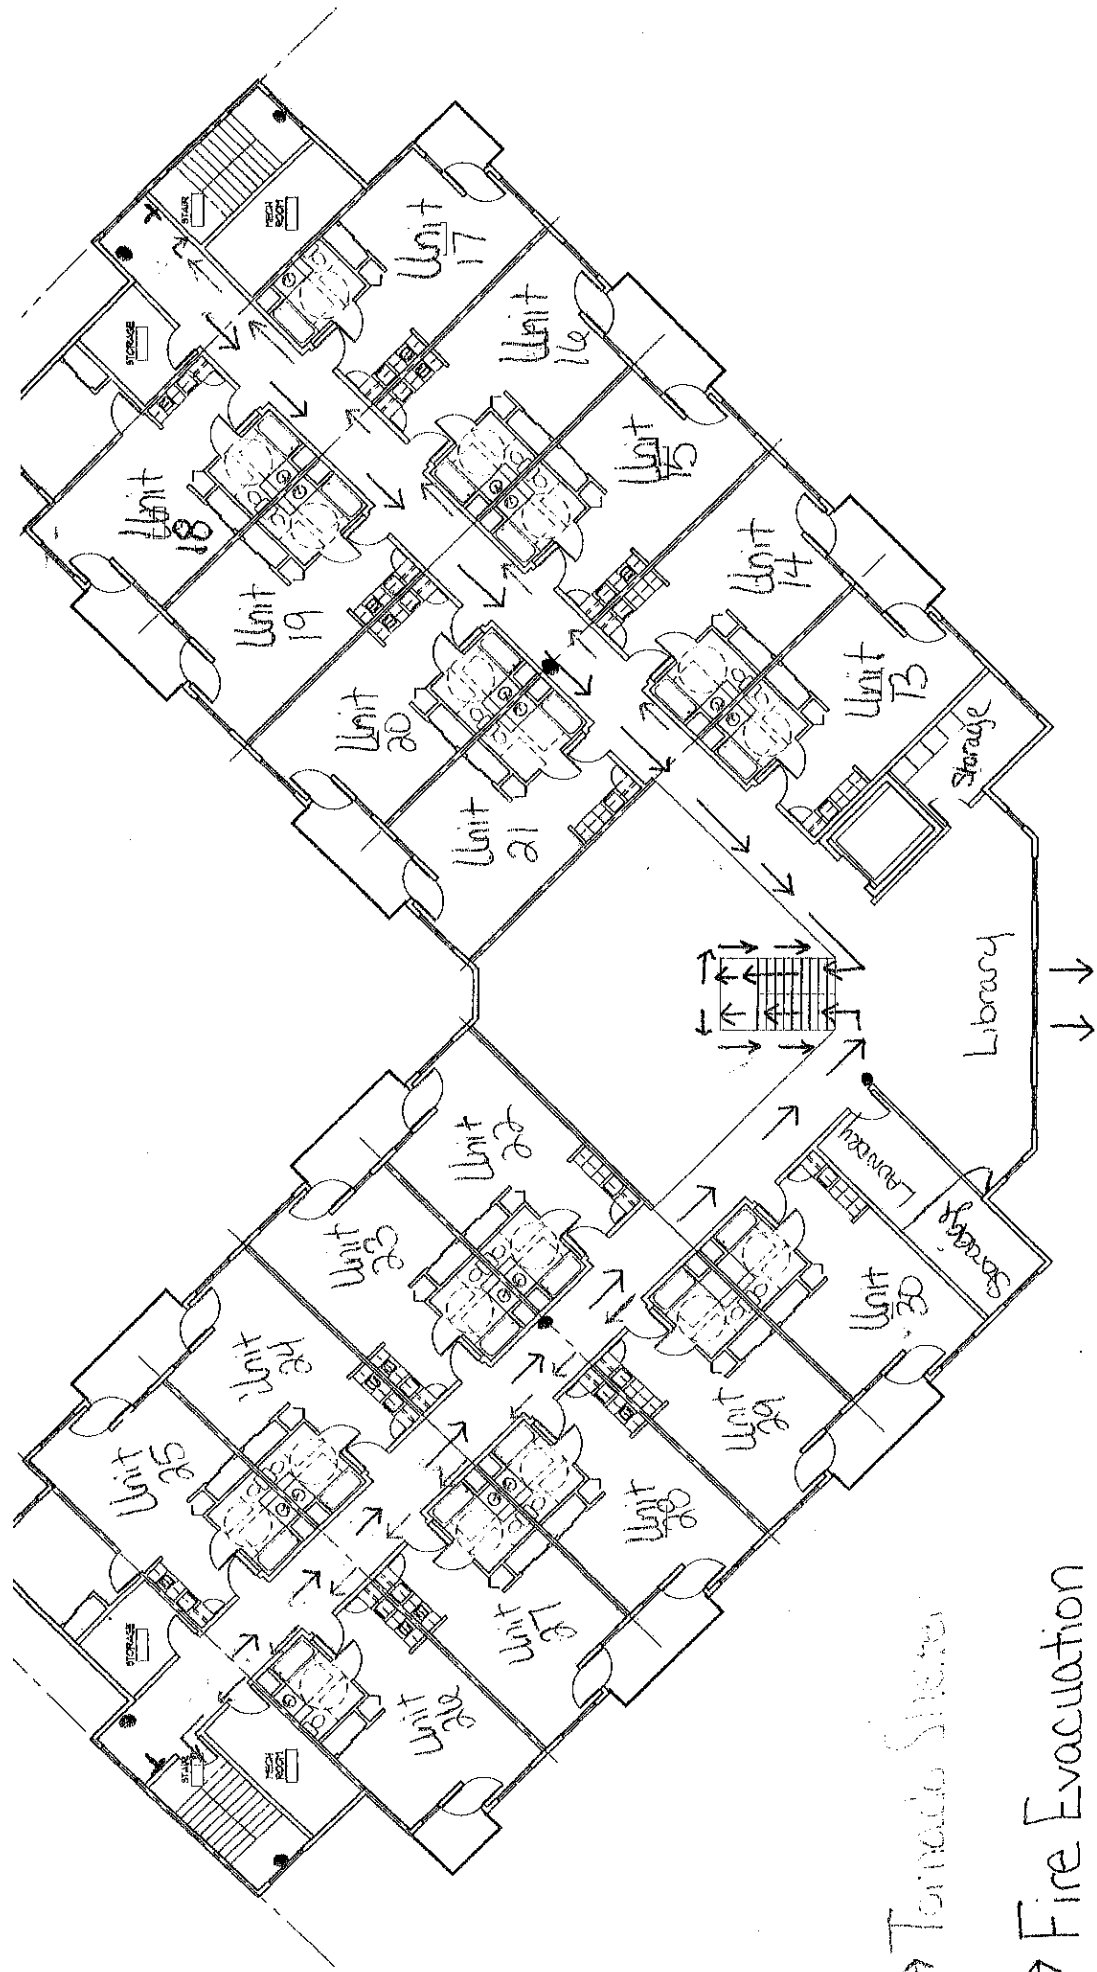 STAIR
MECH
ROOM
STORAGE
Unit
17
Unit
16
Unit
15
Unit
14
Unit
13
Storage
Unit
18
Unit
19
Unit
20
Unit
21
Library
Unit
22
Unit
23
Unit
24
Unit
25
Laundry
Storage
Unit
30
Unit
29
Unit
28
Unit
27
Unit
26
STORAGE
STAIR
MECH
ROOM
Tornado
Fire Evacuation